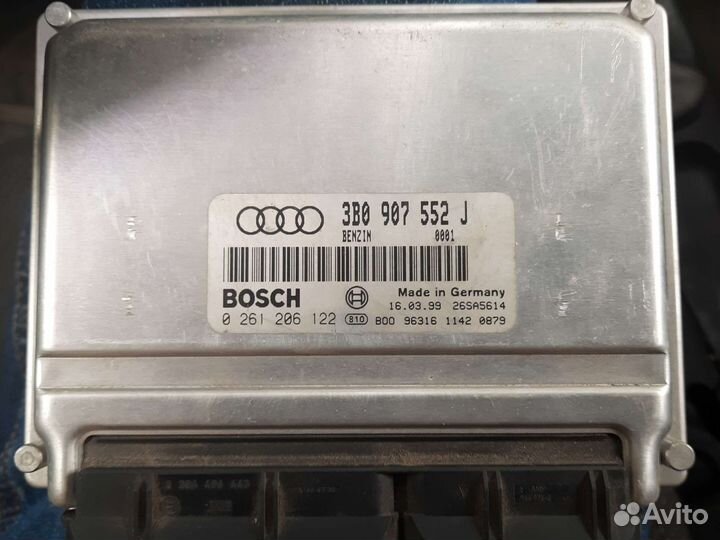 3B0 907 552 J
BENZIN 0001
BOSCH
Made in Germany
16.03.99 26SA5614
0 261 206 122 810 B00 96316 1142 0879
Avito